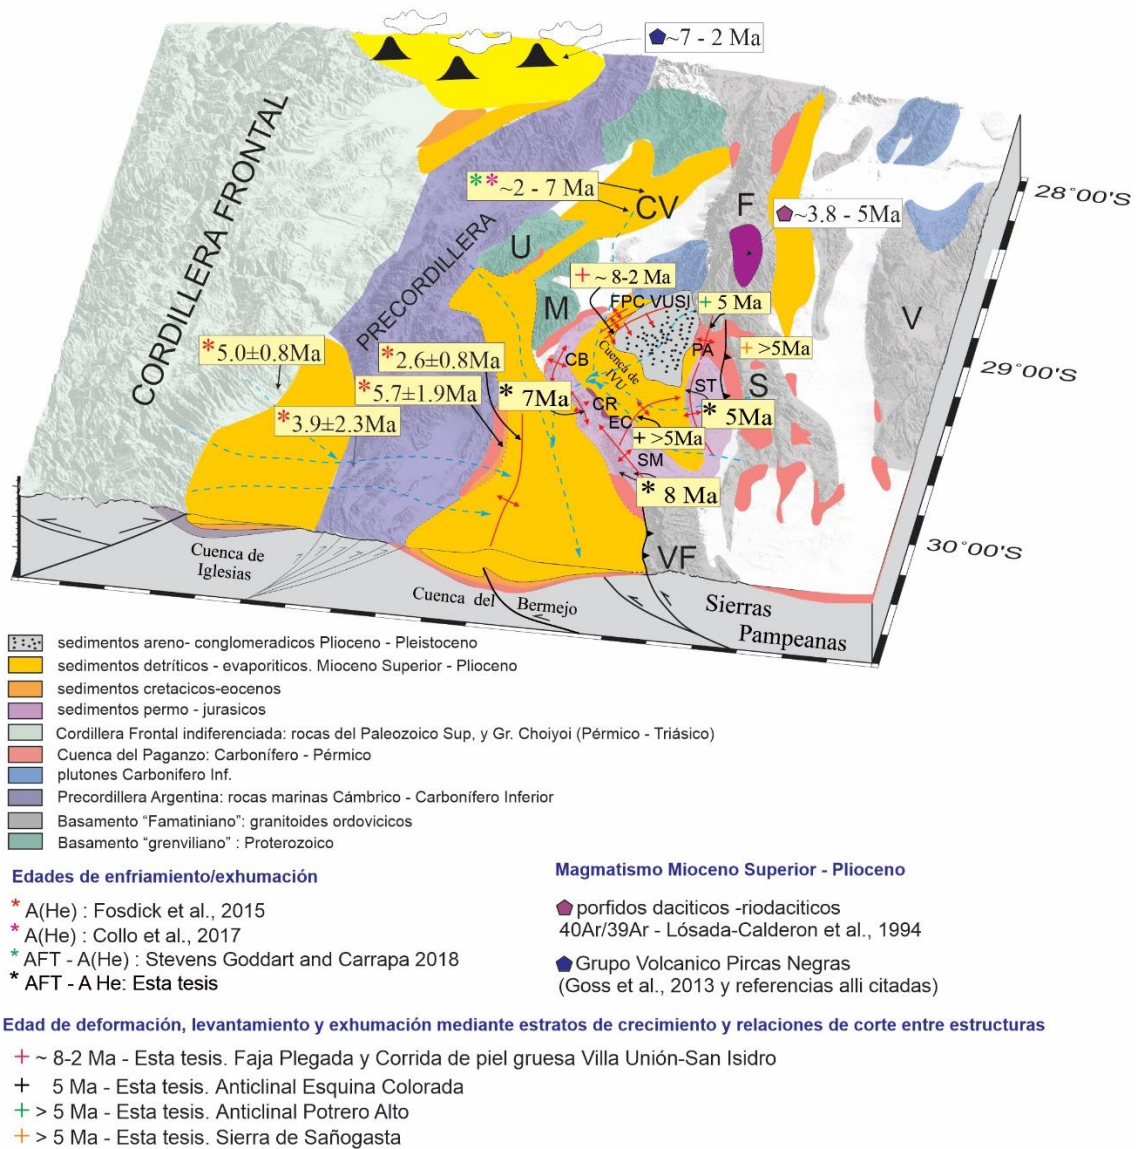 ~7 - 2 Ma
28°00'S
CORDILLERA FRONTAL
** ~2 - 7 Ma
CV
F
~3.8 - 5Ma
PRECORDILLERA
U
+ ~ 8-2 Ma
V
M
FPC VUSI
+ 5 Ma
*5.0±0.8Ma
*2.6±0.8Ma
CB
Cuenca de
IVU
PA
+ >5Ma
29°00'S
*5.7±1.9Ma
* 7Ma
CR
ST
S
*3.9±2.3Ma
EC
* 5Ma
+ >5Ma
SM
* 8 Ma
30°00'S
Cuenca de
Iglesias
VF
Cuenca del Bermejo
Sierras
Pampeanas
sedimentos areno- conglomeradicos Plioceno - Pleistoceno
sedimentos detríticos - evaporiticos. Mioceno Superior - Plioceno
sedimentos cretacicos-eocenos
sedimentos permo - jurasicos
Cordillera Frontal indiferenciada: rocas del Paleozoico Sup, y Gr. Choiyoi (Pérmico - Triásico)
Cuenca del Paganzo: Carbonífero - Pérmico
plutones Carbonifero Inf.
Precordillera Argentina: rocas marinas Cámbrico - Carbonífero Inferior
Basamento "Famatiniano": granitoides ordovicicos
Basamento "grenviliano" : Proterozoico
Edades de enfriamiento/exhumación
* A(He) : Fosdick et al., 2015
* A(He) : Collo et al., 2017
* AFT - A(He) : Stevens Goddart and Carrapa 2018
* AFT - A He: Esta tesis
Magmatismo Mioceno Superior - Plioceno
porfidos daciticos -riodaciticos
40Ar/39Ar - Lósada-Calderon et al., 1994
Grupo Volcanico Pircas Negras
(Goss et al., 2013 y referencias alli citadas)
Edad de deformación, levantamiento y exhumación mediante estratos de crecimiento y relaciones de corte entre estructuras
+ ~ 8-2 Ma - Esta tesis. Faja Plegada y Corrida de piel gruesa Villa Unión-San Isidro
+ 5 Ma - Esta tesis. Anticlinal Esquina Colorada
+ > 5 Ma - Esta tesis. Anticlinal Potrero Alto
+ > 5 Ma - Esta tesis. Sierra de Sañogasta